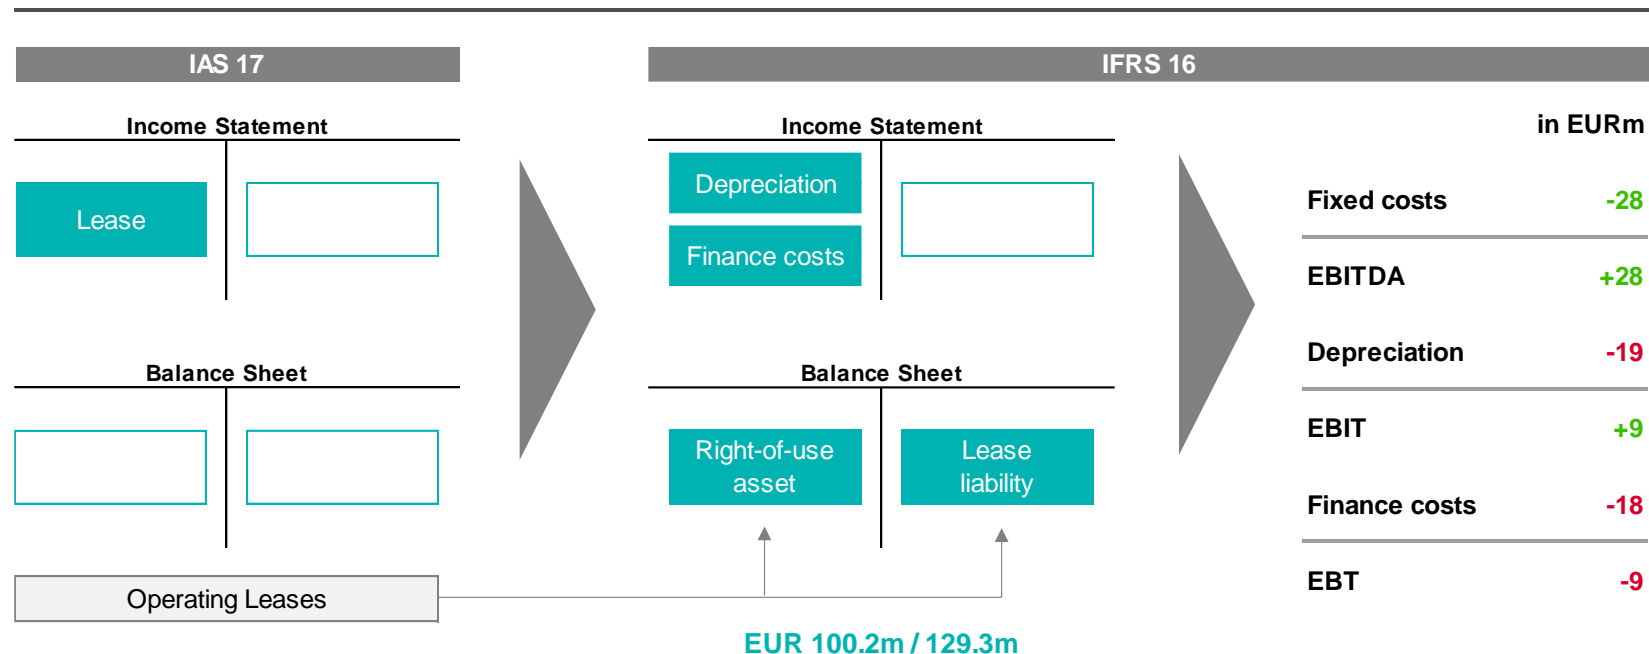 IAS 17
Income Statement
Lease
Balance Sheet
Operating Leases
IFRS 16
Income Statement
Depreciation
Finance costs
Balance Sheet
Right-of-use
asset
Lease
liability
EUR 100.2m / 129.3m
in EURm
Fixed costs -28
EBITDA +28
Depreciation -19
EBIT +9
Finance costs -18
EBT -9